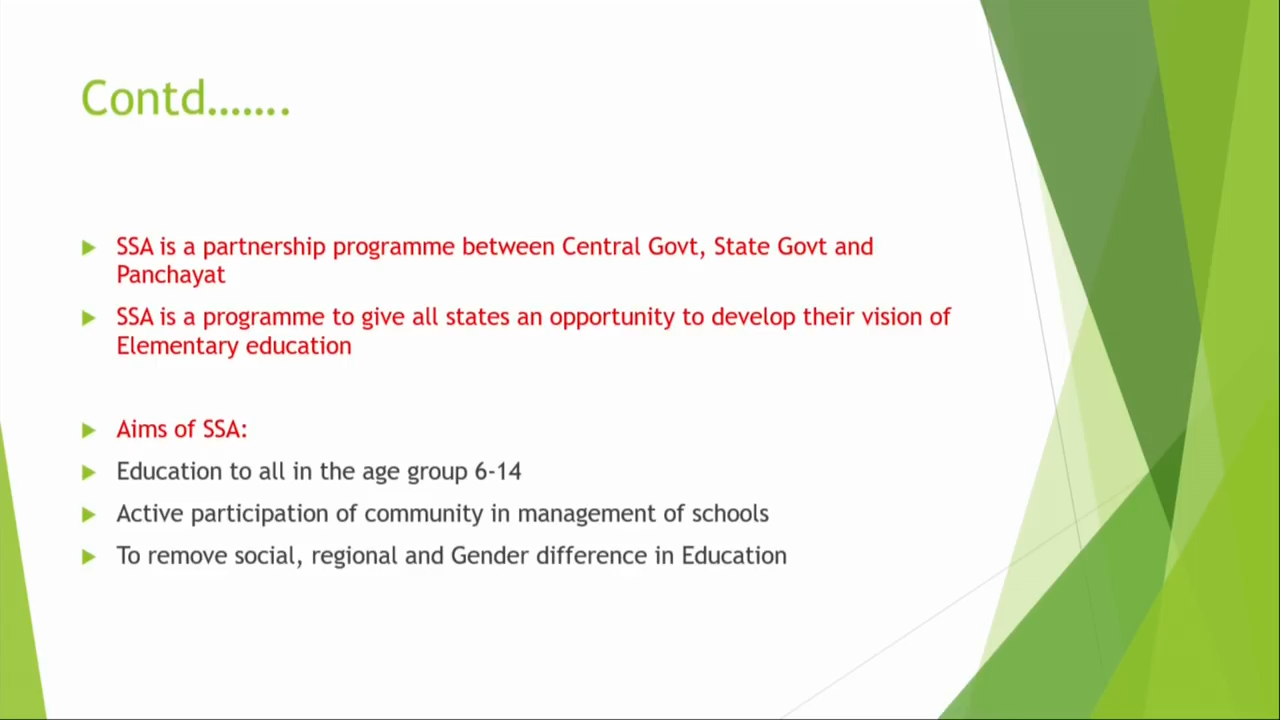 Contd.......
SSA is a partnership programme between Central Govt, State Govt and
Panchayat
SSA is a programme to give all states an opportunity to develop their vision of
Elementary education
Aims of SSA:
Education to all in the age group 6-14
Active participation of community in management of schools
To remove social, regional and Gender difference in Education